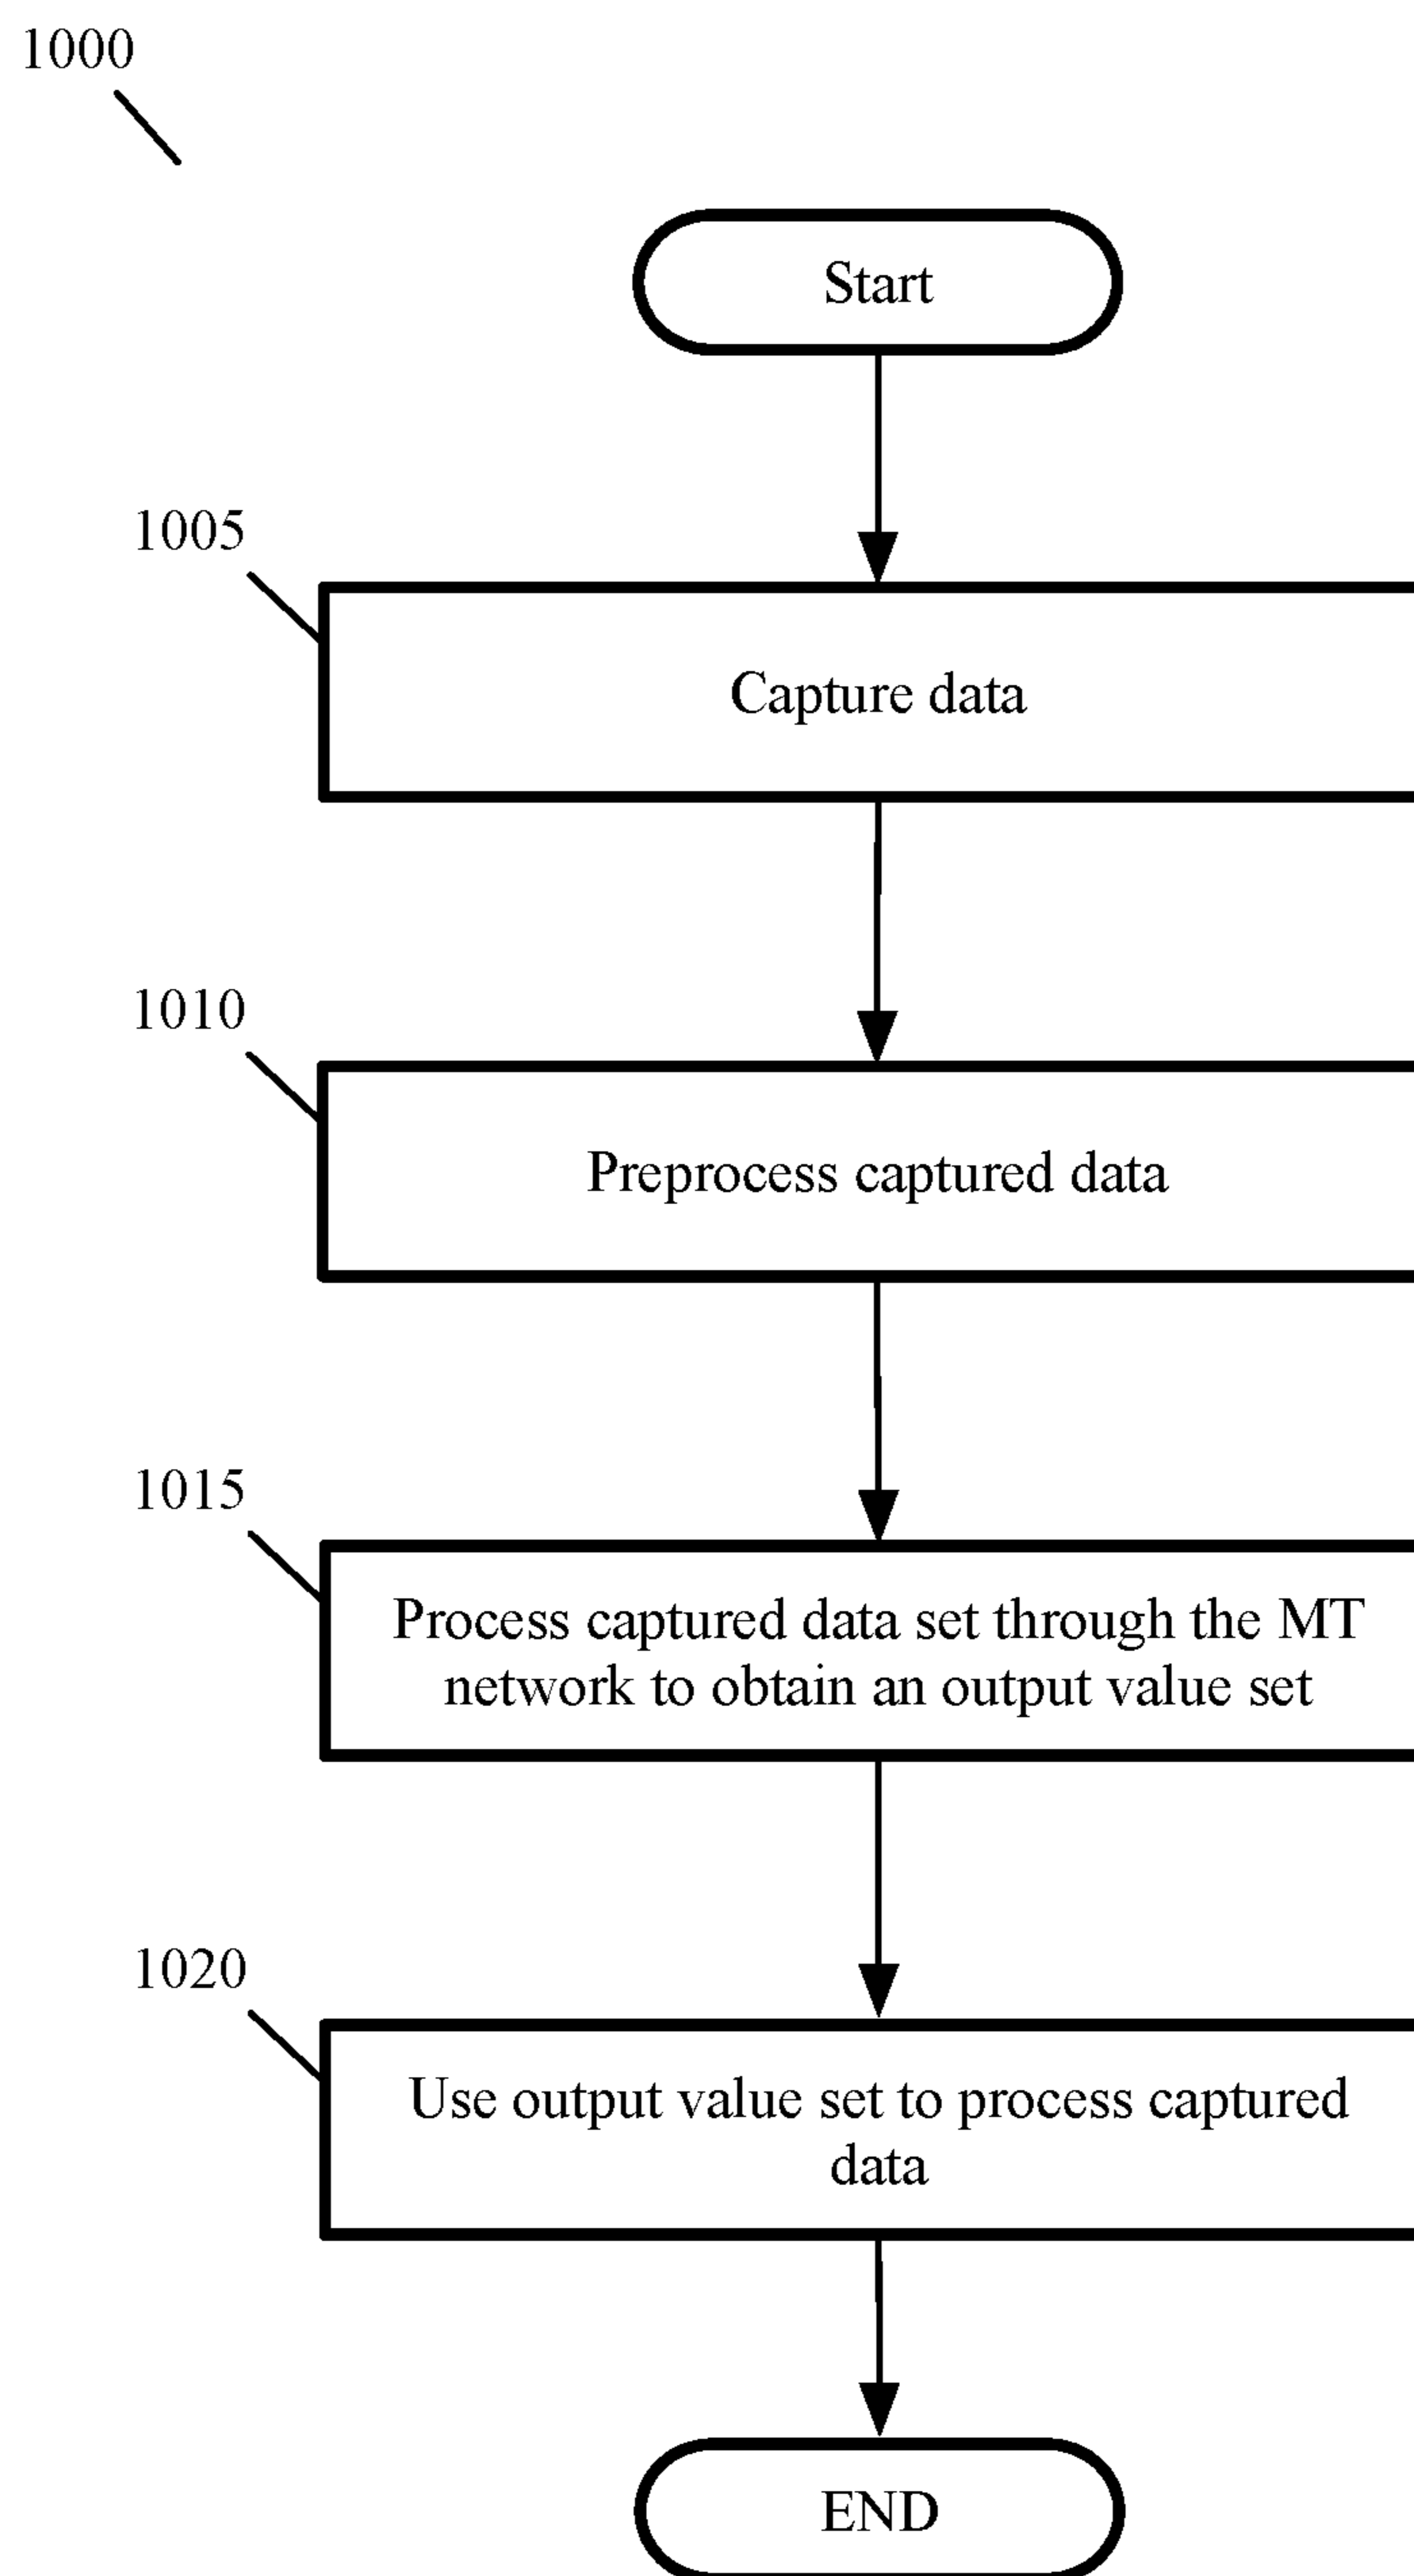 1000
Start
1005
Capture data
1010
Preprocess captured data
1015
Process captured data set through the MT
network to obtain an output value set
1020
Use output value set to process captured
data
END